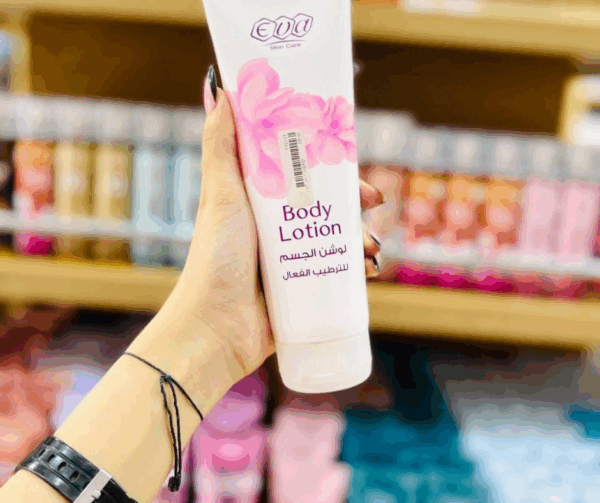 eva
Skin Care
Body
Lotion
لوشن الجسم
للترطيب الفعال